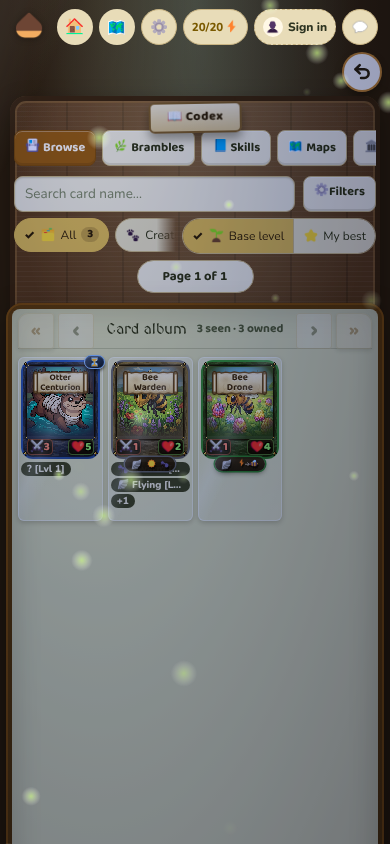 20/20
Sign in
Codex
Browse
Brambles
Skills
Maps
Search card name...
Filters
All 3
Creat
Base level
My best
Page 1 of 1
Card album
3 seen · 3 owned
Otter Centurion
3
5
? [Lvl 1]
Bee Warden
1
2
Flying [L...
+1
Bee Drone
1
4